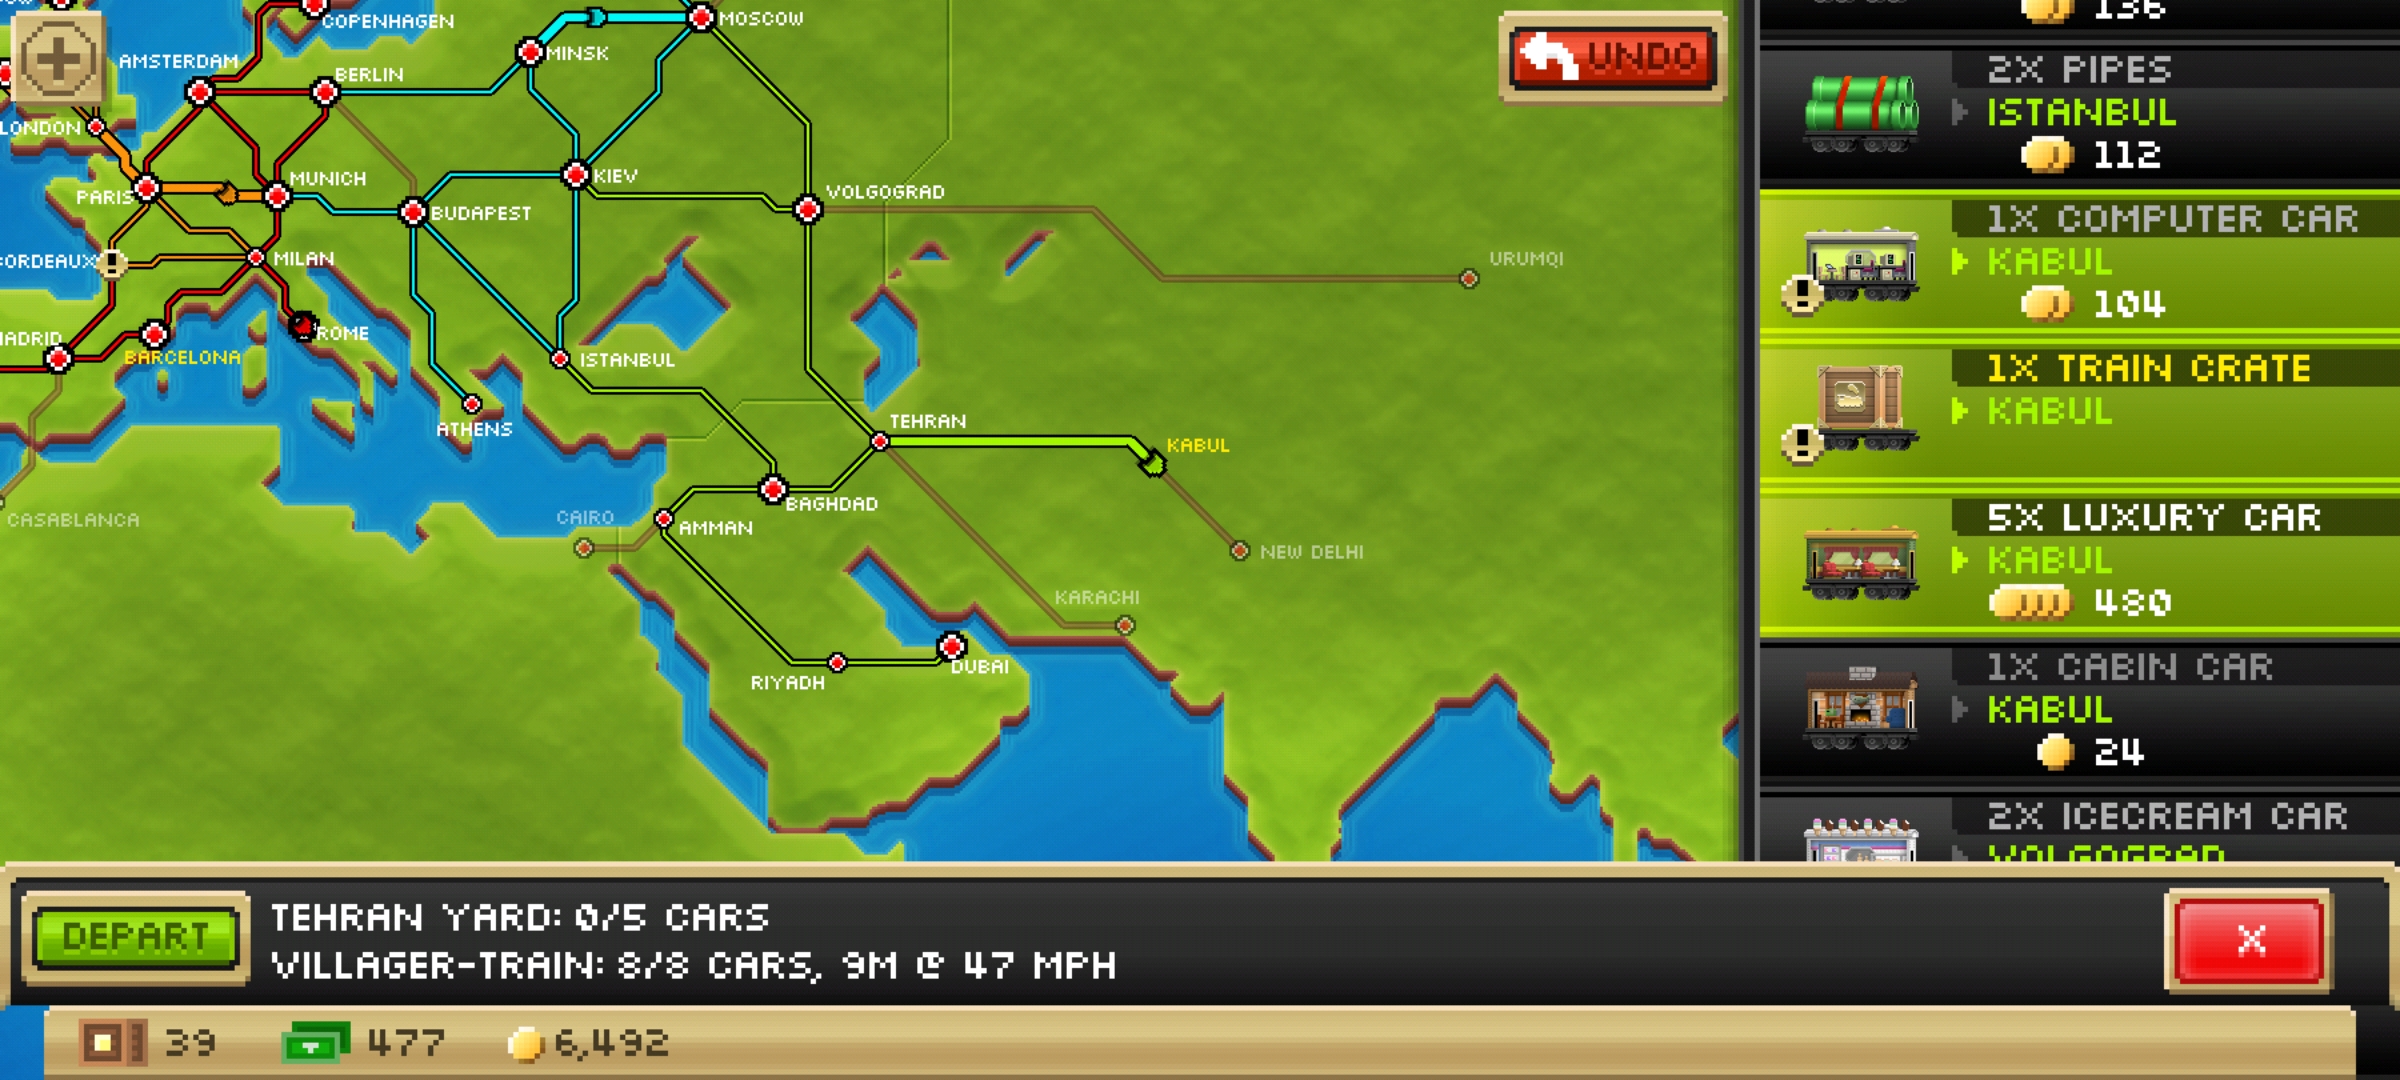 COPENHAGEN
MOSCOW
MINSK
AMSTERDAM
BERLIN
LONDON
PARIS
MUNICH
KIEV
BUDAPEST
VOLGOGRAD
MILAN
URUMQI
ROME
BARCELONA
ISTANBUL
ATHENS
TEHRAN
KABUL
CASABLANCA
CAIRO
AMMAN
BAGHDAD
NEW DELHI
KARACHI
RIYADH
DUBAI
UNDO
136
2X PIPES
ISTANBUL
112
1X COMPUTER CAR
KABUL
104
1X TRAIN CRATE
KABUL
5X LUXURY CAR
KABUL
480
1X CABIN CAR
KABUL
24
2X ICECREAM CAR
VOLGOGRAD
DEPART
TEHRAN YARD: 0/5 CARS
VILLAGER-TRAIN: 8/8 CARS, 9M @ 47 MPH
X
39
477
6,492